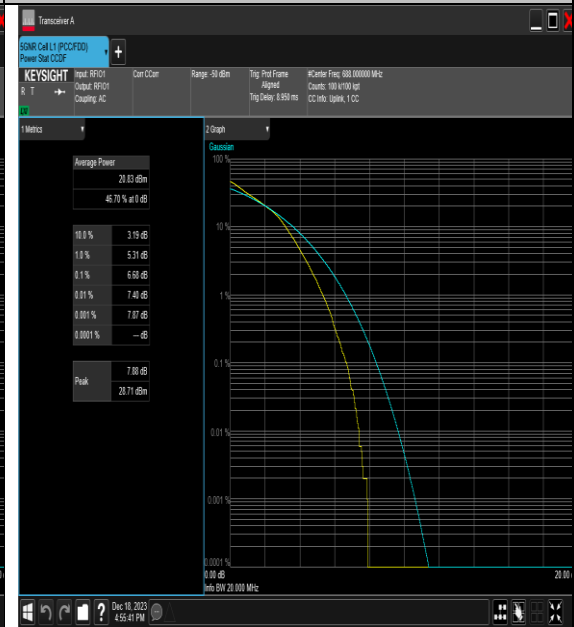 Transceiver A
5GNR Cell L1 (PCC/FDD)
Power Stat CCDF
+
KEYSIGHT
R T
Input: RFIO1
Output: RFIO1
Coupling: AC
Corr CCorr
Range: -50 dBm
Trig: Prot Frame
Aligned
Trig Delay: 8.950 ms
#Center Freq: 688.000000 MHz
Counts: 100 k/100 kpt
CC Info: Uplink, 1 CC
1 Metrics
Average Power
20.83 dBm
46.70 % at 0 dB
10.0 % 3.19 dB
1.0 % 5.31 dB
0.1 % 6.68 dB
0.01 % 7.40 dB
0.001 % 7.87 dB
0.0001 % --- dB
Peak
7.88 dB
28.71 dBm
2 Graph
Gaussian
100 %
10 %
1 %
0.1 %
0.01 %
0.001 %
0.0001 %
0.00 dB
20.00
Info BW 20.000 MHz
?
Dec 18, 2023
4:55:41 PM